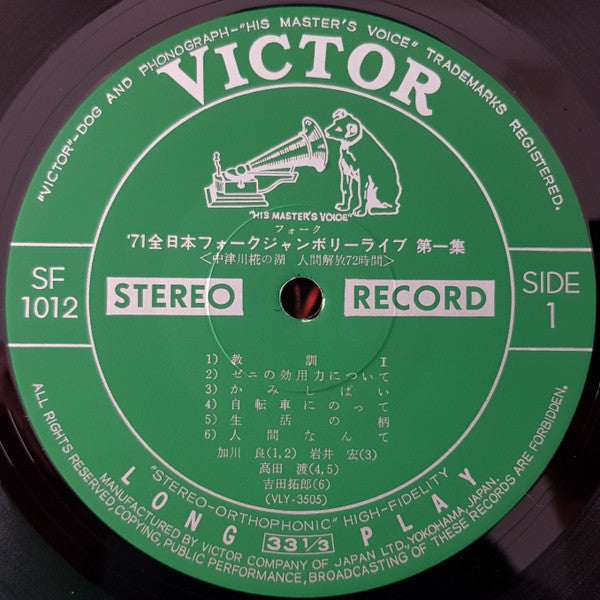 "VICTOR"-DOG AND PHONOGRAPH-"HIS MASTER'S VOICE" TRADEMARKS REGISTERED.
VICTOR
"HIS MASTER'S VOICE"
フォーク
'71全日本フォークジャンボリーライブ 第一集
<中津川椛の湖 人間解放72時間>
SF
1012
STEREO RECORD
SIDE
1
1) 教訓 I
2) ゼニの効用力について
3) かみしばい
4) 自転車にのって
5) 生活の柄
6) 人間なんて
加川 良(1,2) 岩井 宏(3)
高田 渡(4,5)
吉田拓郎(6)
(VLY-3505)
"STEREO-ORTHOPHONIC" HIGH-FIDELITY
LONG PLAY
33 1/3
MANUFACTURED BY VICTOR COMPANY OF JAPAN LTD. YOKOHAMA JAPAN.
ALL RIGHTS RESERVED, COPYING, PUBLIC PERFORMANCE, BROADCASTING OF THESE RECORDS ARE FORBIDDEN.